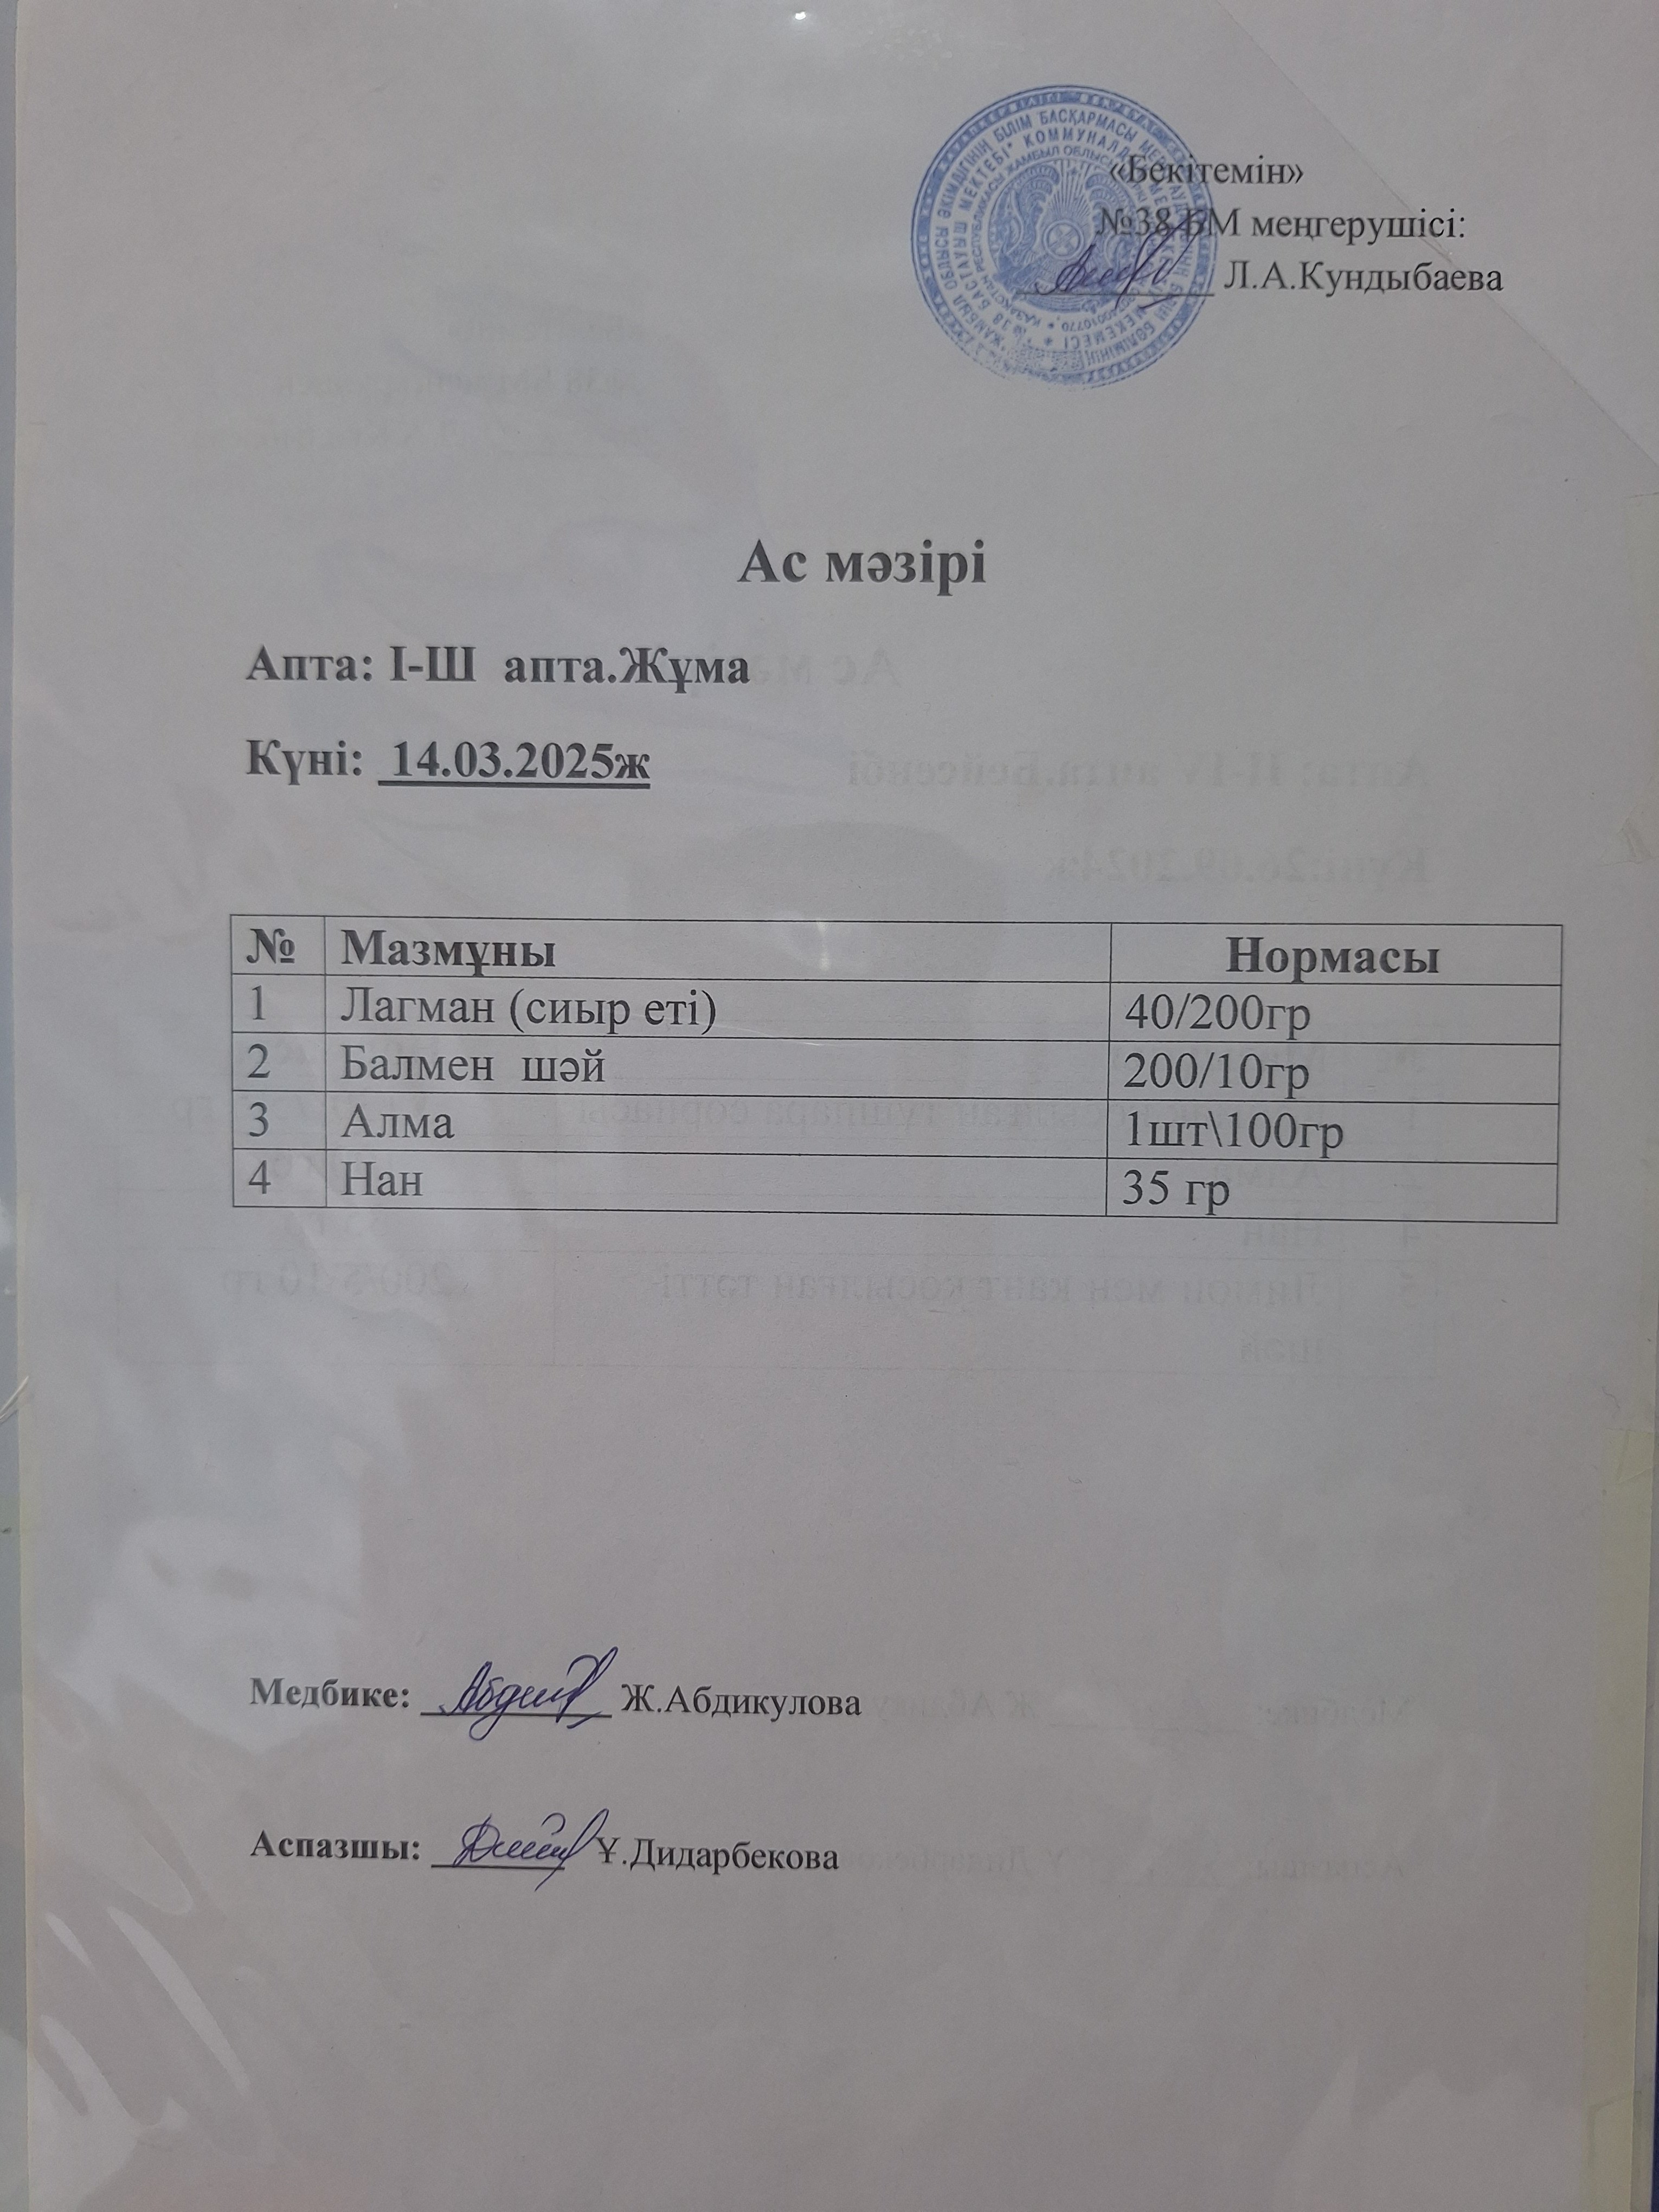 «Бекітемін»
№38 БМ меңгерушісі:
Л.А.Кундыбаева
Ас мәзірі
Апта: І-ІІІ апта.Жұма
Күні: 14.03.2025ж
№ Мазмұны Нормасы
1 Лагман (сиыр еті) 40/200гр
2 Балмен шәй 200/10гр
3 Алма 1шт\100гр
4 Нан 35 гр
Медбике: Ж.Абдикулова
Аспазшы: Ұ.Дидарбекова